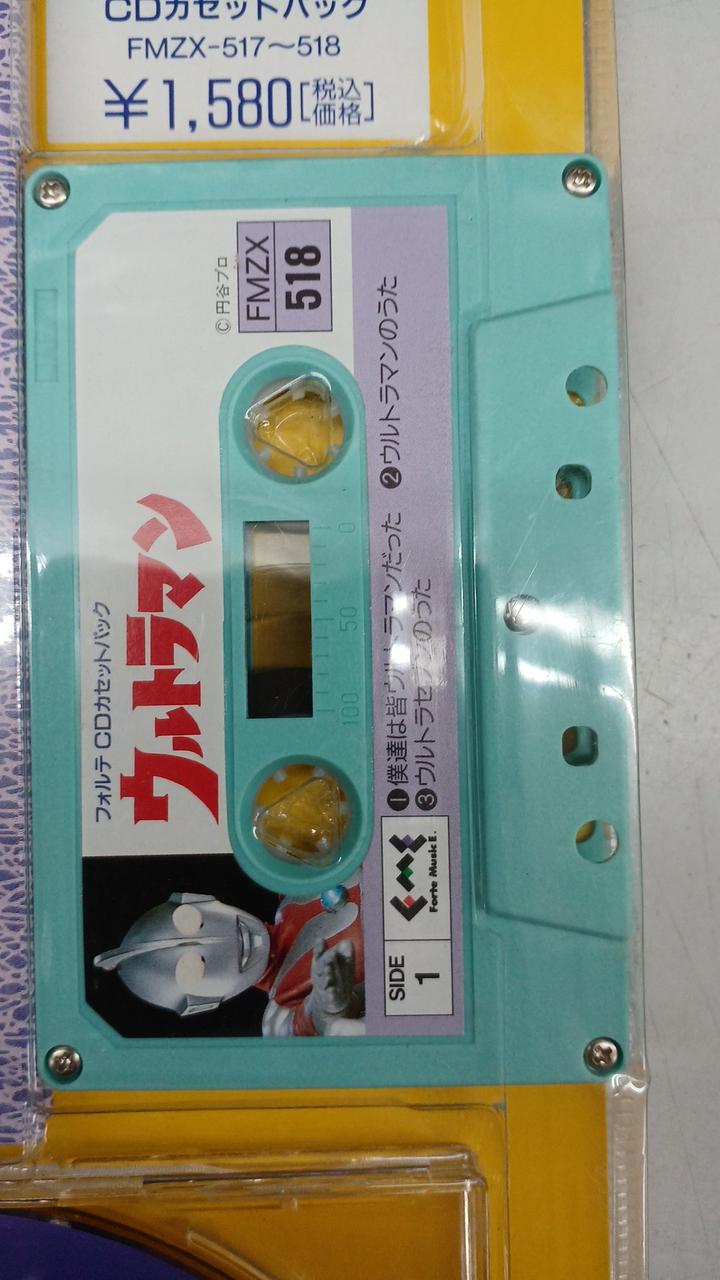 CDカセットパック
FMZX-517〜518
¥1,580[税込価格]
フォルテ CDカセットパック
ウルトラマン
Ⓒ 円谷プロ
FMZX
518
100 50 0
❶僕達は皆ウルトラマンだった ❷ウルトラマンのうた
❸ウルトラセブンのうた
SIDE
1
Forte Music E.